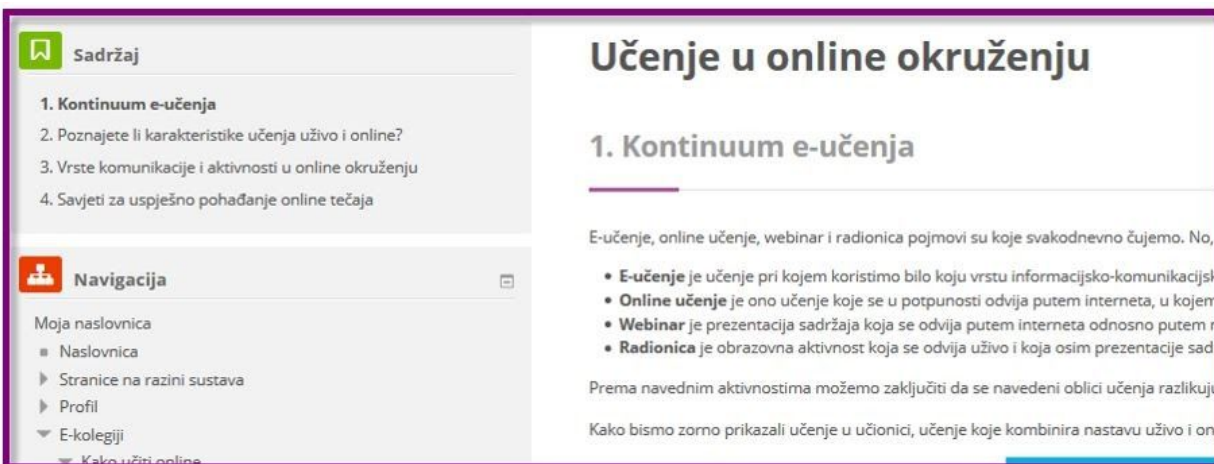 Sadržaj
1. Kontinuum e-učenja
2. Poznajete li karakteristike učenja uživo i online?
3. Vrste komunikacije i aktivnosti u online okruženju
4. Savjeti za uspješno pohađanje online tečaja
Navigacija
Moja naslovnica
Naslovnica
Stranice na razini sustava
Profil
E-kolegiji
Kako učiti online
Učenje u online okruženju
1. Kontinuum e-učenja
E-učenje, online učenje, webinar i radionica pojmovi su koje svakodnevno čujemo. No,
• E-učenje je učenje pri kojem koristimo bilo koju vrstu informacijsko-komunikacijsk
• Online učenje je ono učenje koje se u potpunosti odvija putem interneta, u kojem
• Webinar je prezentacija sadržaja koja se odvija putem interneta odnosno putem
• Radionica je obrazovna aktivnost koja se odvija uživo i koja osim prezentacije sad
Prema navednim aktivnostima možemo zaključiti da se navedeni oblici učenja razlikuju
Kako bismo zorno prikazali učenje u učionici, učenje koje kombinira nastavu uživo i on